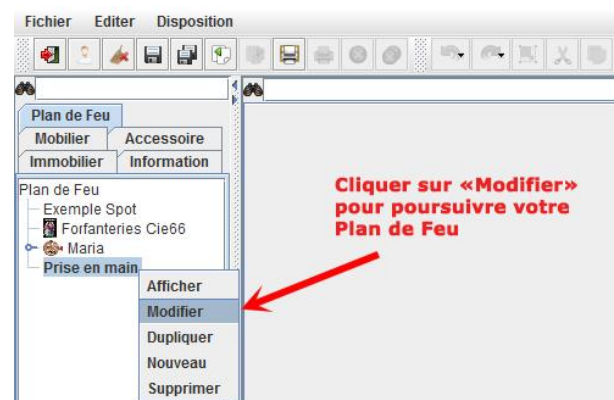 Fichier Editer Disposition
Plan de Feu
Mobilier Accessoire
Immobilier Information
Plan de Feu
Exemple Spot
Forfanteries Cie66
Maria
Prise en main
Afficher
Modifier
Dupliquer
Nouveau
Supprimer
Cliquer sur «Modifier»
pour poursuivre votre
Plan de Feu